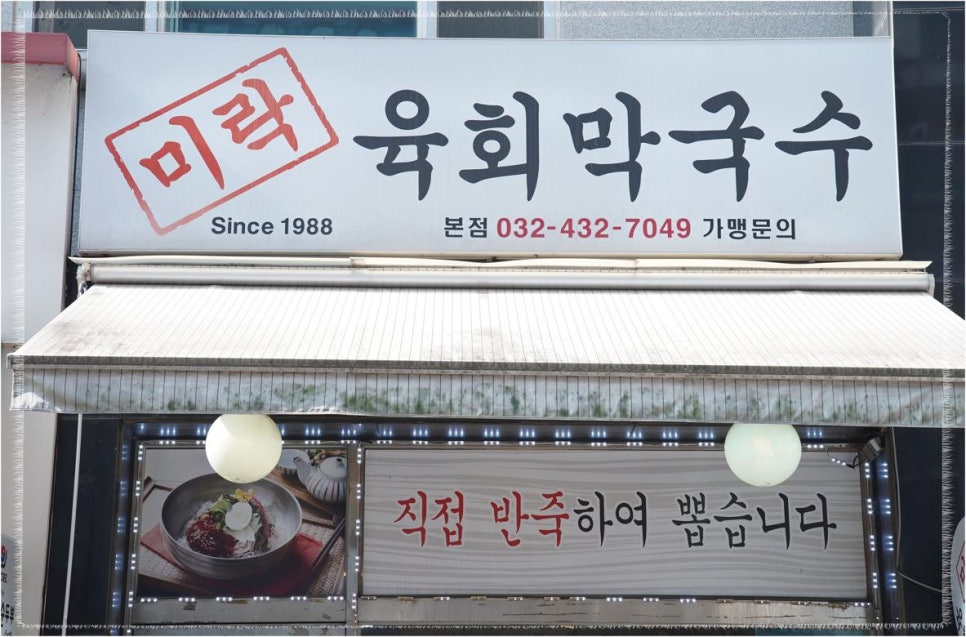 미락 육회막국수
Since 1988 본점 032-432-7049 가맹문의
직접 반죽하여 뽑습니다